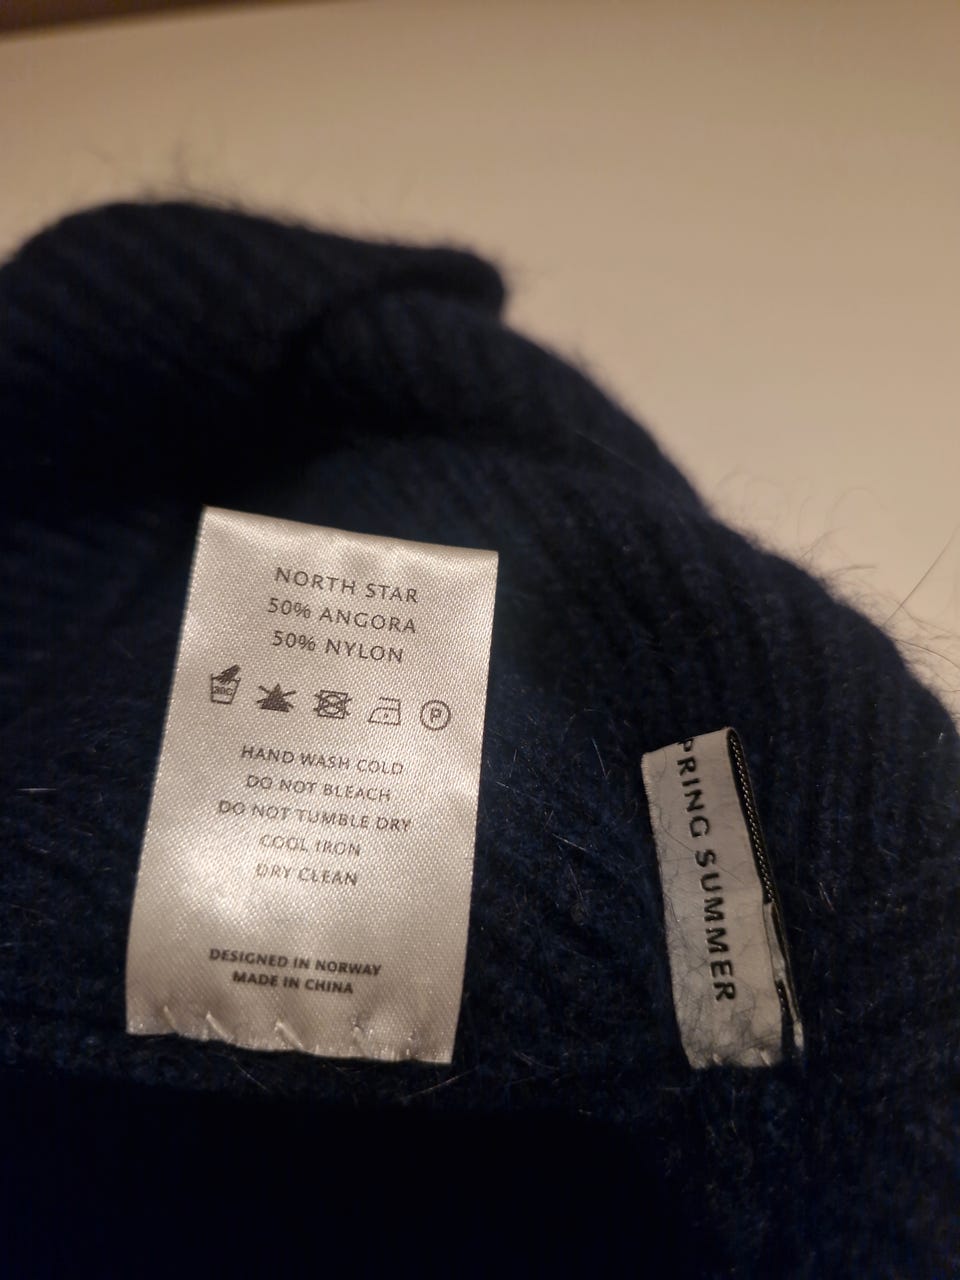 NORTH STAR
50% ANGORA
50% NYLON
30C
P
HAND WASH COLD
DO NOT BLEACH
DO NOT TUMBLE DRY
COOL IRON
DRY CLEAN
DESIGNED IN NORWAY
MADE IN CHINA
PRING SUMMER